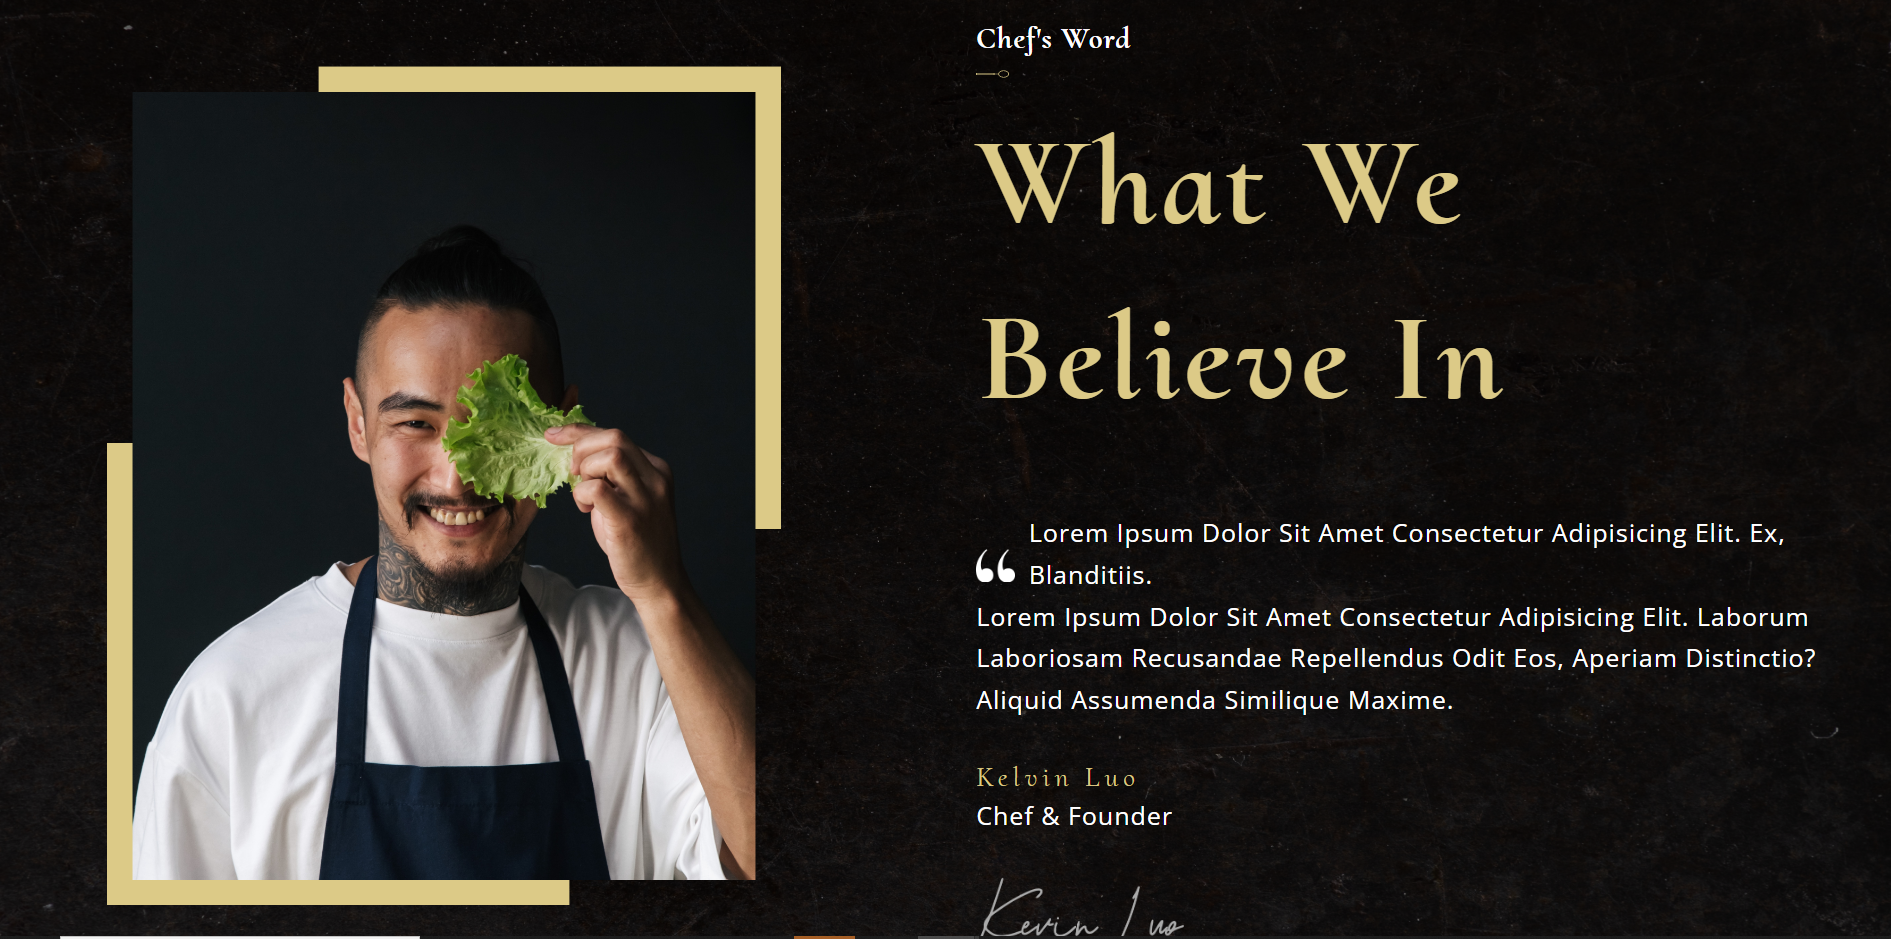 Chef's Word
What We
Believe In
Lorem Ipsum Dolor Sit Amet Consectetur Adipisicing Elit. Ex,
“ Blanditiis.
Lorem Ipsum Dolor Sit Amet Consectetur Adipisicing Elit. Laborum
Laboriosam Recusandae Repellendus Odit Eos, Aperiam Distinctio?
Aliquid Assumenda Similique Maxime.
Kelvin Luo
Chef & Founder
Kevin Luo